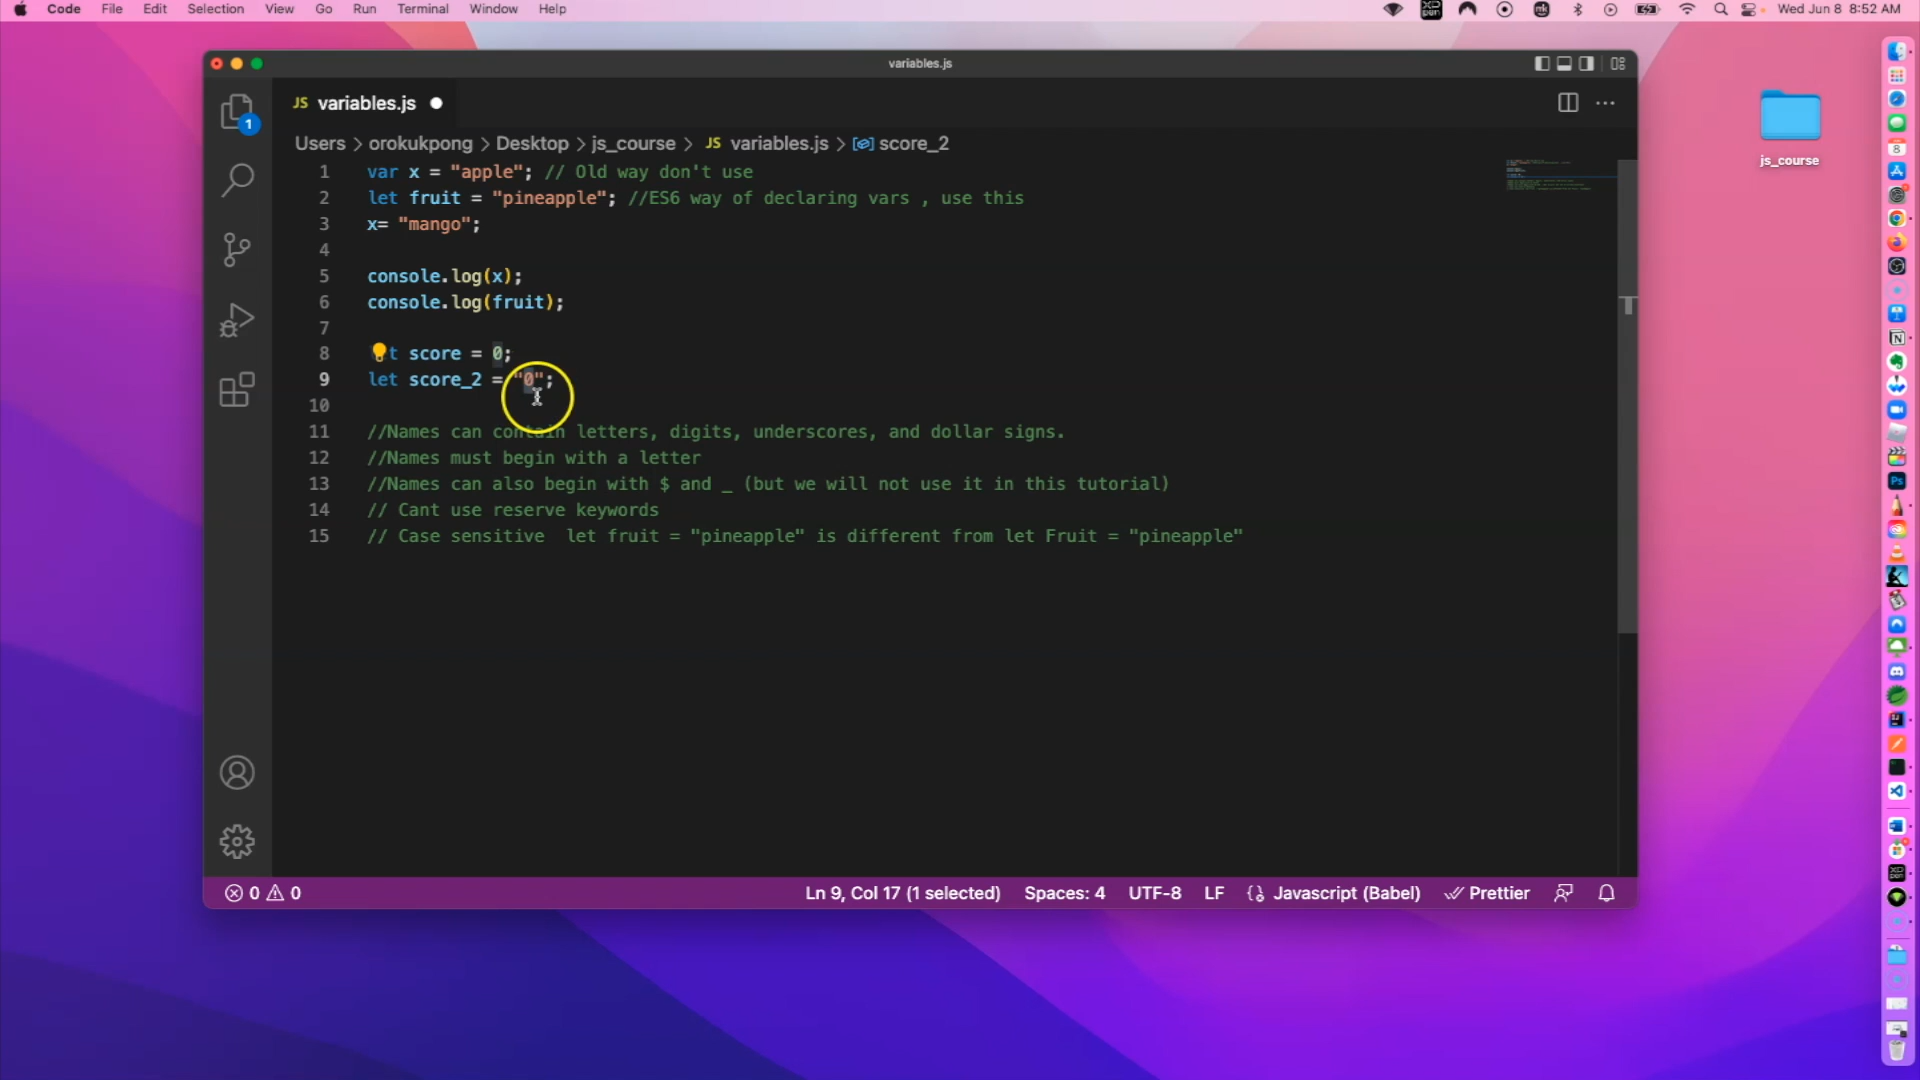 Code File Edit Selection View Go Run Terminal Window Help Wed Jun 8 8:52 AM
variables.js
JS variables.js
1
Users > orokukpong > Desktop > js_course > JS variables.js > score_2
js_course
1 var x = "apple"; // Old way don't use
2 let fruit = "pineapple"; //ES6 way of declaring vars , use this
3 x= "mango";
4
5 console.log(x);
6 console.log(fruit);
7
8 t score = 0;
9 let score_2 = "0";
10
11 //Names can contain letters, digits, underscores, and dollar signs.
12 //Names must begin with a letter
13 //Names can also begin with $ and _ (but we will not use it in this tutorial)
14 // Cant use reserve keywords
15 // Case sensitive let fruit = "pineapple" is different from let Fruit = "pineapple"
0 0 Ln 9, Col 17 (1 selected) Spaces: 4 UTF-8 LF Javascript (Babel) Prettier